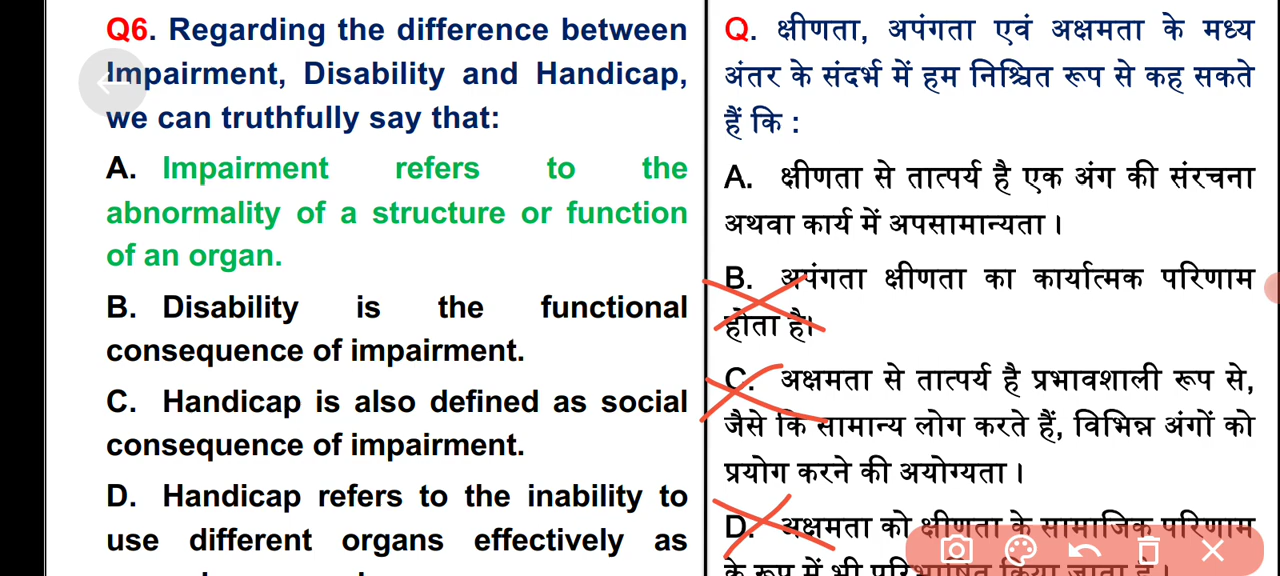 Q6. Regarding the difference between
Impairment, Disability and Handicap,
we can truthfully say that:
A. Impairment refers to the
abnormality of a structure or function
of an organ.
B. Disability is the functional
consequence of impairment.
C. Handicap is also defined as social
consequence of impairment.
D. Handicap refers to the inability to
use different organs effectively as
Q. क्षीणता, अपंगता एवं अक्षमता के मध्य
अंतर के संदर्भ में हम निश्चित रूप से कह सकते
हैं कि :
A. क्षीणता से तात्पर्य है एक अंग की संरचना
अथवा कार्य में अपसामान्यता ।
B. अपंगता क्षीणता का कार्यात्मक परिणाम
होता है।
C. अक्षमता से तात्पर्य है प्रभावशाली रूप से,
जैसे कि सामान्य लोग करते हैं, विभिन्न अंगों को
प्रयोग करने की अयोग्यता ।
D. अक्षमता को क्षीणता के सामाजिक परिणाम
के रूप में भी परिभाषित किया जाता है ।